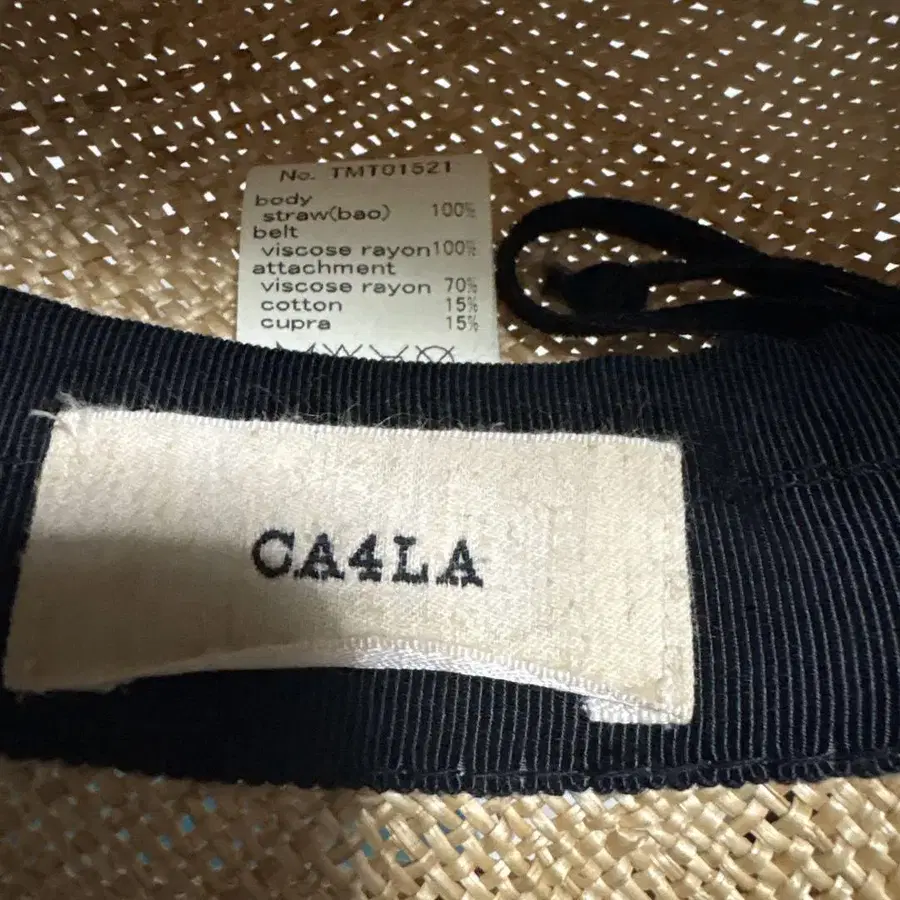 No. TMT01521
body
straw(bao) 100%
belt
viscose rayon100%
attachment
viscose rayon 70%
cotton 15%
cupra 15%
CA4LA